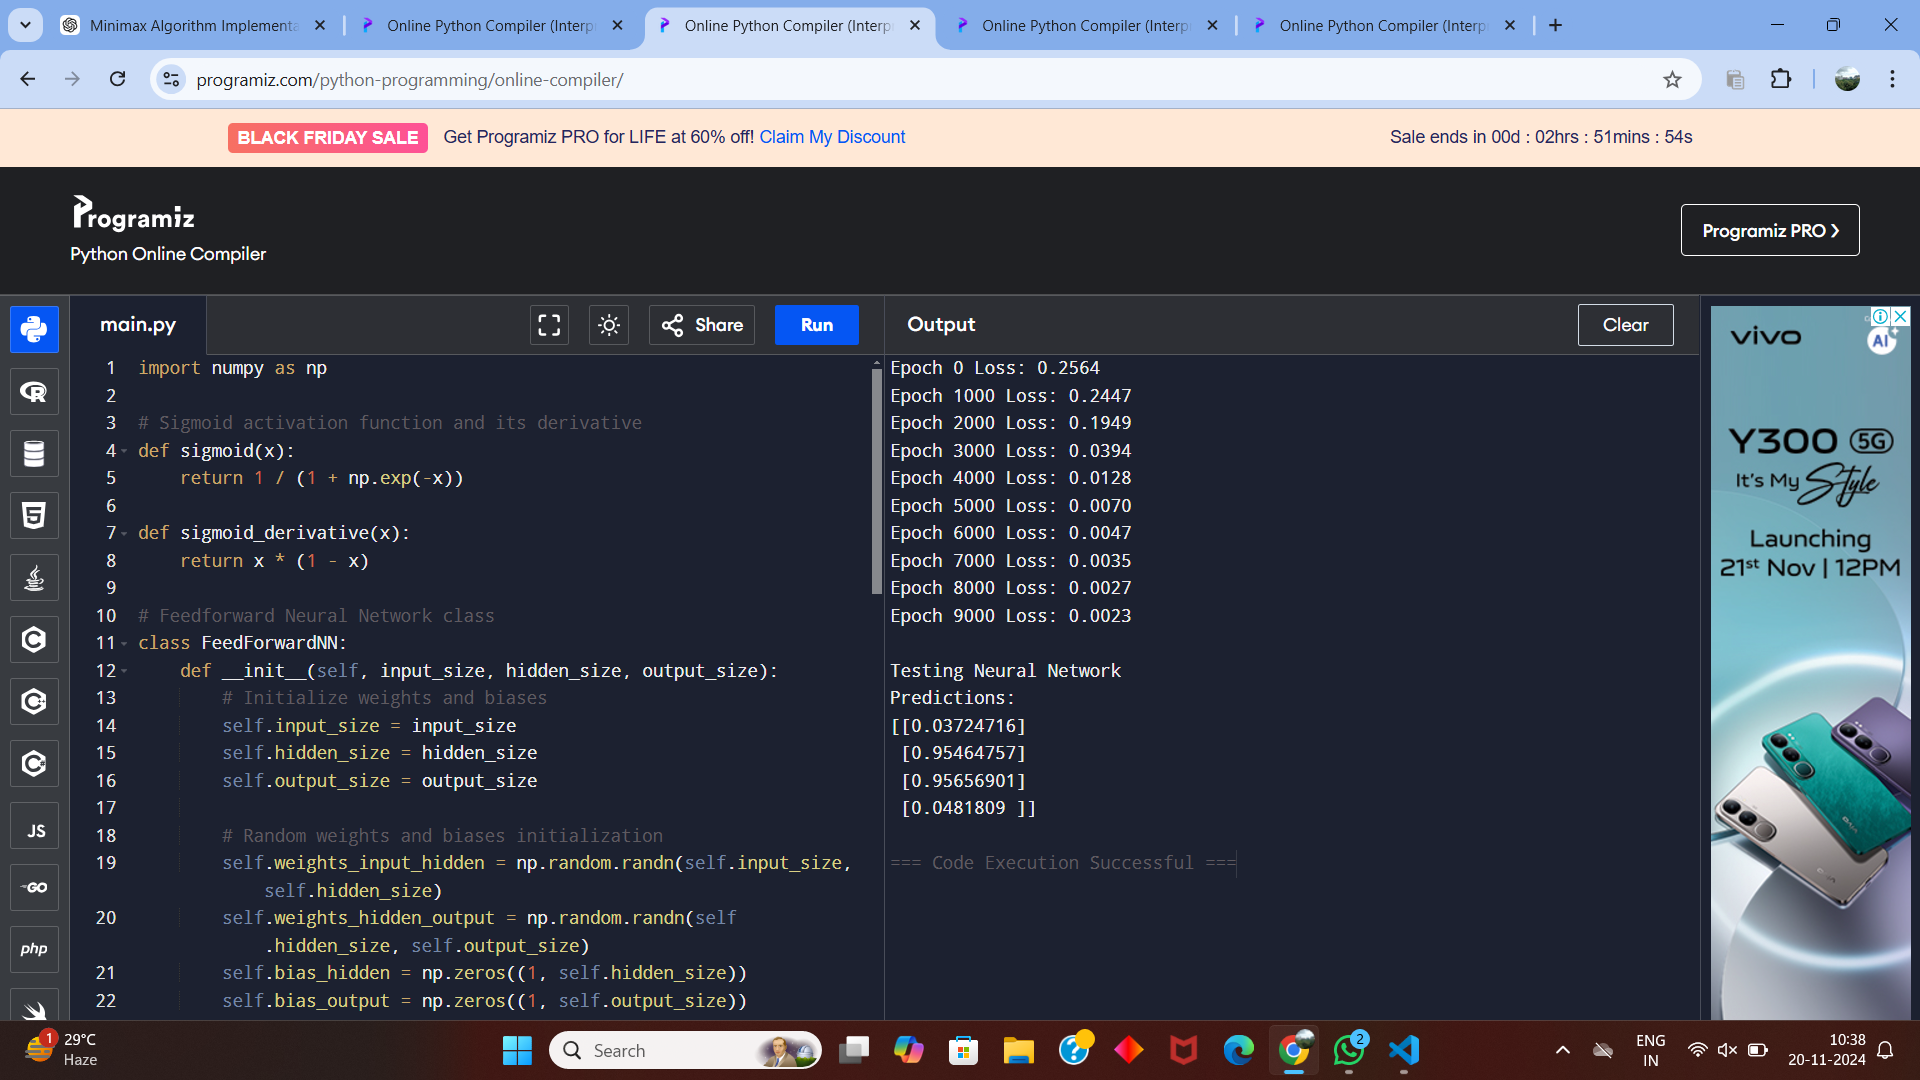 Minimax Algorithm Implementa
Online Python Compiler (Interp
Online Python Compiler (Interp
Online Python Compiler (Interp
Online Python Compiler (Interp
programiz.com/python-programming/online-compiler/
BLACK FRIDAY SALE Get Programiz PRO for LIFE at 60% off! Claim My Discount
Sale ends in 00d : 02hrs : 51mins : 54s
Programiz
Python Online Compiler
Programiz PRO
main.py
Share
Run
1 import numpy as np
2
3 # Sigmoid activation function and its derivative
4 def sigmoid(x):
5 return 1 / (1 + np.exp(-x))
6
7 def sigmoid_derivative(x):
8 return x * (1 - x)
9
10 # Feedforward Neural Network class
11 class FeedForwardNN:
12 def __init__(self, input_size, hidden_size, output_size):
13 # Initialize weights and biases
14 self.input_size = input_size
15 self.hidden_size = hidden_size
16 self.output_size = output_size
17
18 # Random weights and biases initialization
19 self.weights_input_hidden = np.random.randn(self.input_size,
self.hidden_size)
20 self.weights_hidden_output = np.random.randn(self
.hidden_size, self.output_size)
21 self.bias_hidden = np.zeros((1, self.hidden_size))
22 self.bias_output = np.zeros((1, self.output_size))
Output
Clear
Epoch 0 Loss: 0.2564
Epoch 1000 Loss: 0.2447
Epoch 2000 Loss: 0.1949
Epoch 3000 Loss: 0.0394
Epoch 4000 Loss: 0.0128
Epoch 5000 Loss: 0.0070
Epoch 6000 Loss: 0.0047
Epoch 7000 Loss: 0.0035
Epoch 8000 Loss: 0.0027
Epoch 9000 Loss: 0.0023
Testing Neural Network
Predictions:
[[0.03724716]
[0.95464757]
[0.95656901]
[0.0481809 ]]
=== Code Execution Successful ===
R
5
C
C
C
JS
GO
php
vivo
AI
Y300 5G
It's My Style
Launching
21st Nov | 12PM
1
29°C
Haze
Search
2
ENG
IN
10:38
20-11-2024